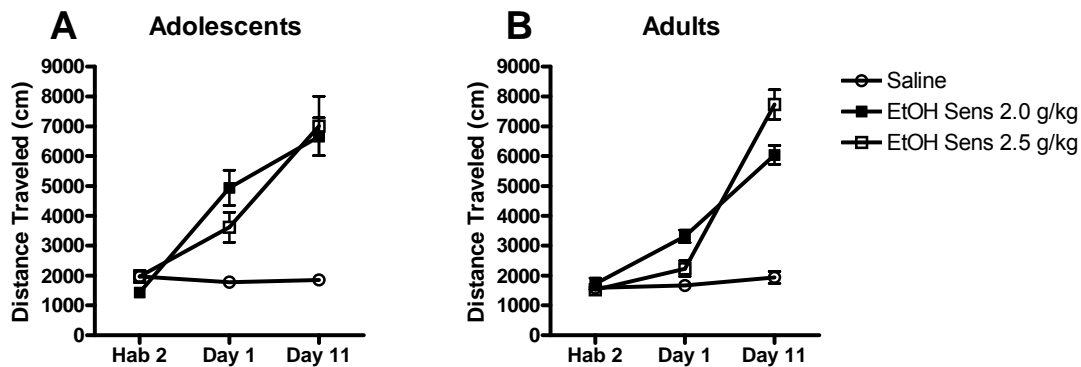 A Adolescents
Distance Traveled (cm)
9000
8000
7000
6000
5000
4000
3000
2000
1000
0
Hab 2 Day 1 Day 11
B Adults
Distance Traveled (cm)
9000
8000
7000
6000
5000
4000
3000
2000
1000
0
Hab 2 Day 1 Day 11
Saline
EtOH Sens 2.0 g/kg
EtOH Sens 2.5 g/kg